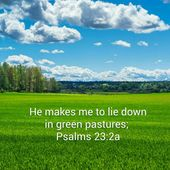 He makes me to lie down
in green pastures;
Psalms 23:2a